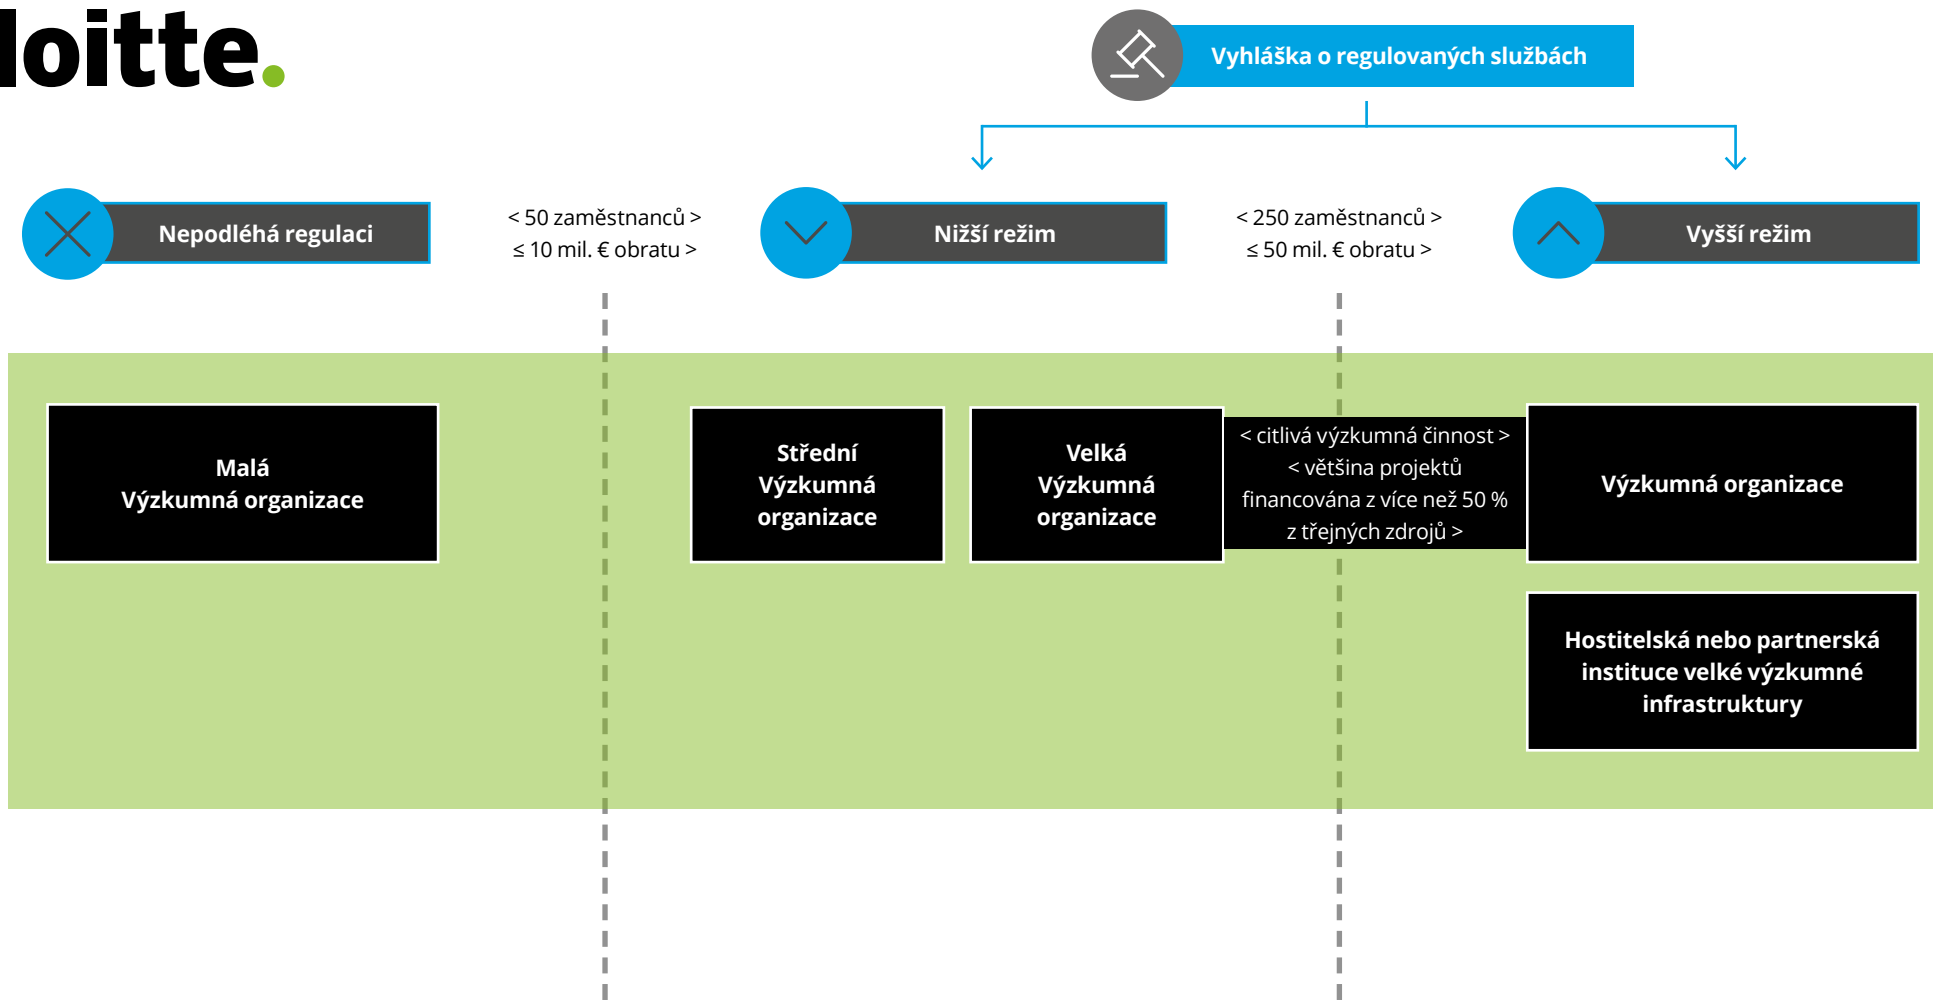 loitte.
Vyhláška o regulovaných službách
Nepodléhá regulaci
< 50 zaměstnanců >
≤ 10 mil. € obratu >
Nižší režim
< 250 zaměstnanců >
≤ 50 mil. € obratu >
Vyšší režim
Malá
Výzkumná organizace
Střední
Výzkumná
organizace
Velká
Výzkumná
organizace
< citlivá výzkumná činnost >
< většina projektů
financována z více než 50 %
z třejných zdrojů >
Výzkumná organizace
Hostitelská nebo partnerská
instituce velké výzkumné
infrastruktury